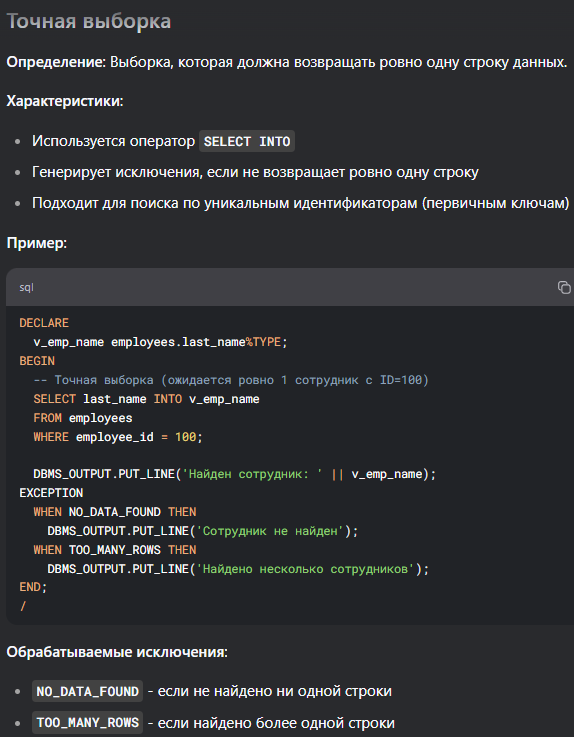 Точная выборка
Определение: Выборка, которая должна возвращать ровно одну строку данных.
Характеристики:
Используется оператор SELECT INTO
Генерирует исключения, если не возвращает ровно одну строку
Подходит для поиска по уникальным идентификаторам (первичным ключам)
Пример:
sql
DECLARE
v_emp_name employees.last_name%TYPE;
BEGIN
-- Точная выборка (ожидается ровно 1 сотрудник с ID=100)
SELECT last_name INTO v_emp_name
FROM employees
WHERE employee_id = 100;
DBMS_OUTPUT.PUT_LINE('Найден сотрудник: ' || v_emp_name);
EXCEPTION
WHEN NO_DATA_FOUND THEN
DBMS_OUTPUT.PUT_LINE('Сотрудник не найден');
WHEN TOO_MANY_ROWS THEN
DBMS_OUTPUT.PUT_LINE('Найдено несколько сотрудников');
END;
/
Обрабатываемые исключения:
NO_DATA_FOUND - если не найдено ни одной строки
TOO_MANY_ROWS - если найдено более одной строки